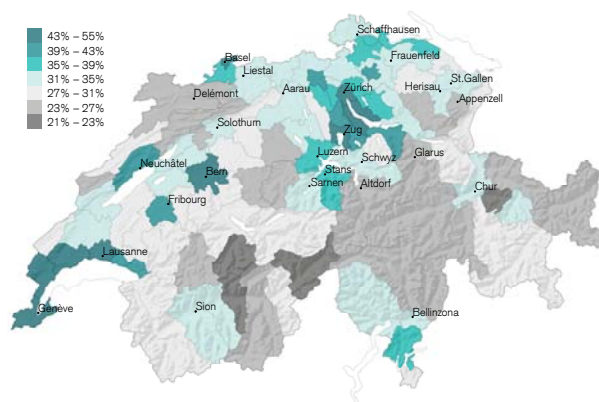 43% – 55%
39% – 43%
35% – 39%
31% – 35%
27% – 31%
23% – 27%
21% – 23%
Schaffhausen
Basel
Liestal
Frauenfeld
Delémont
Aarau
Zürich
Herisau
St.Gallen
Appenzell
Solothurn
Zug
Neuchâtel
Bern
Luzern
Schwyz
Glarus
Stans
Sarnen
Altdorf
Chur
Fribourg
Lausanne
Genève
Sion
Bellinzona